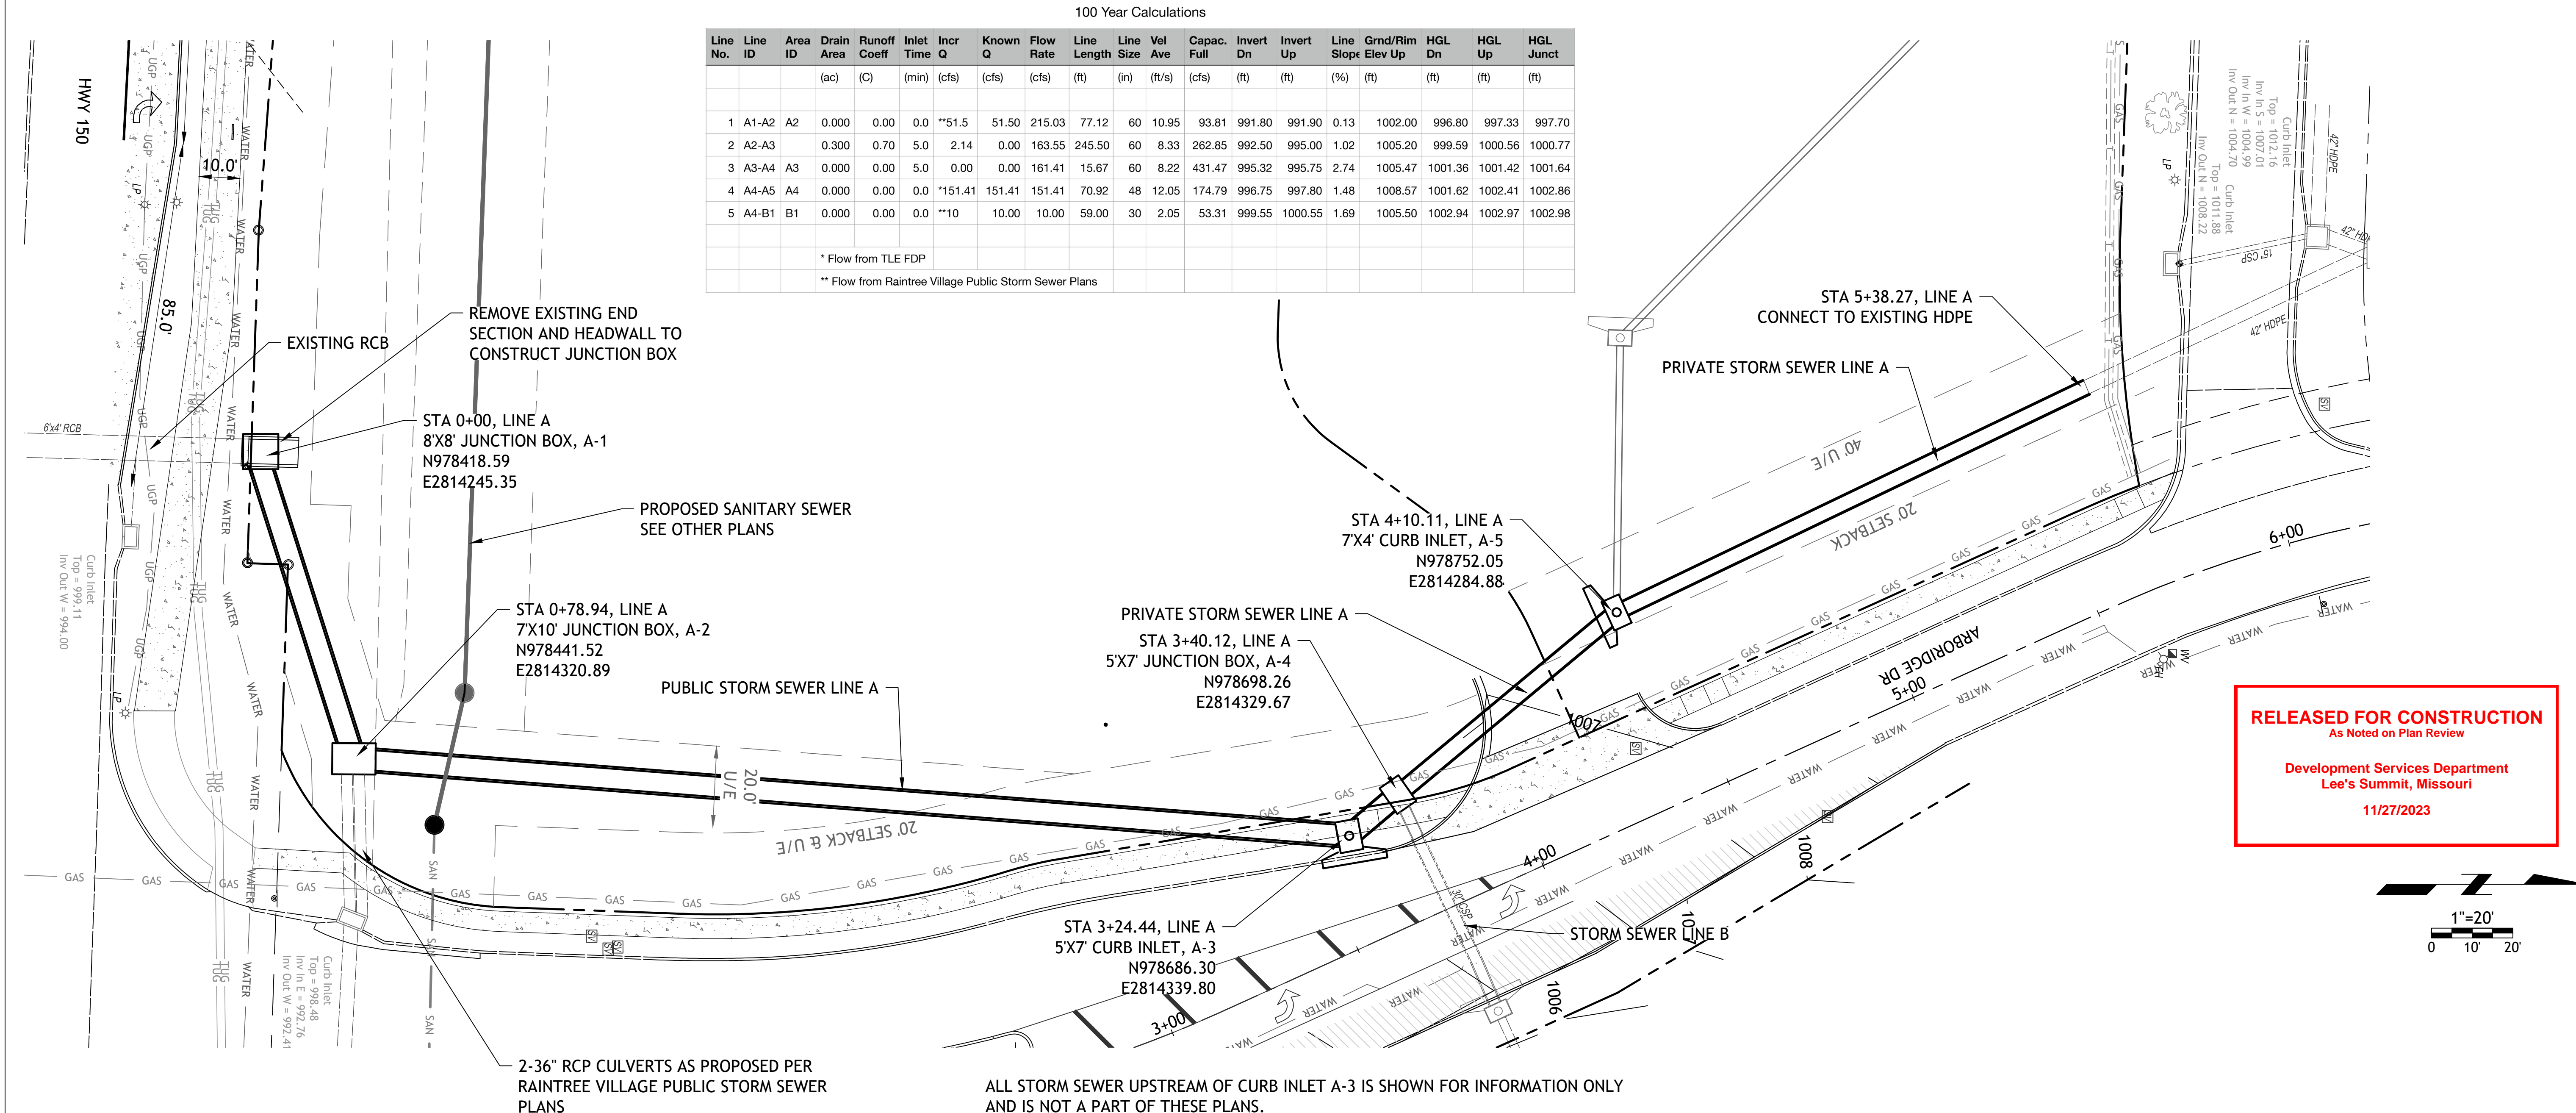 100 Year Calculations
Line No. Line ID Area ID Drain Area Runoff Coeff Inlet Time Incr Q Known Q Flow Rate Line Length Line Size Vel Ave Capac. Full Invert Dn Invert Up Line Slope Grnd/Rim Elev Up HGL Dn HGL Up HGL Junct
(ac) (C) (min) (cfs) (cfs) (cfs) (ft) (in) (ft/s) (cfs) (ft) (ft) (%) (ft) (ft) (ft) (ft)
1 A1-A2 A2 0.000 0.00 0.0 **51.5 51.50 215.03 77.12 60 10.95 93.81 991.80 991.90 0.13 1002.00 996.80 997.33 997.70
2 A2-A3 0.300 0.70 5.0 2.14 0.00 163.55 245.50 60 8.33 262.85 992.50 995.00 1.02 1005.20 999.59 1000.56 1000.77
3 A3-A4 A3 0.000 0.00 5.0 0.00 0.00 161.41 15.67 60 8.22 431.47 995.32 995.75 2.74 1005.47 1001.36 1001.42 1001.64
4 A4-A5 A4 0.000 0.00 0.0 *151.41 151.41 151.41 70.92 48 12.05 174.79 996.75 997.80 1.48 1008.57 1001.62 1002.41 1002.86
5 A4-B1 B1 0.000 0.00 0.0 **10 10.00 10.00 59.00 30 2.05 53.31 999.55 1000.55 1.69 1005.50 1002.94 1002.97 1002.98
* Flow from TLE FDP
** Flow from Raintree Village Public Storm Sewer Plans
HWY 150
10.0'
85.0'
6'x4' RCB
EXISTING RCB
REMOVE EXISTING END
SECTION AND HEADWALL TO
CONSTRUCT JUNCTION BOX
STA 0+00, LINE A
8'X8' JUNCTION BOX, A-1
N978418.59
E2814245.35
PROPOSED SANITARY SEWER
SEE OTHER PLANS
STA 0+78.94, LINE A
7'X10' JUNCTION BOX, A-2
N978441.52
E2814320.89
PUBLIC STORM SEWER LINE A
20.0'
U/E
20' SETBACK & U/E
Curb Inlet
Top = 999.11
Inv Out W = 994.00
Curb Inlet
Top = 998.48
Inv In E = 992.76
Inv Out W = 992.41
2-36" RCP CULVERTS AS PROPOSED PER
RAINTREE VILLAGE PUBLIC STORM SEWER
PLANS
STA 5+38.27, LINE A
CONNECT TO EXISTING HDPE
PRIVATE STORM SEWER LINE A
40' U/E
20' SETBACK
STA 4+10.11, LINE A
7'X4' CURB INLET, A-5
N978752.05
E2814284.88
PRIVATE STORM SEWER LINE A
STA 3+40.12, LINE A
5'X7' JUNCTION BOX, A-4
N978698.26
E2814329.67
STA 3+24.44, LINE A
5'X7' CURB INLET, A-3
N978686.30
E2814339.80
30" CSP
STORM SEWER LINE B
ARBORIDGE DR
3+00
4+00
5+00
6+00
1007
1008
1007
1006
Curb Inlet
Top = 1012.16
Inv In S = 1007.01
Inv In W = 1004.99
Inv Out N = 1004.70
Curb Inlet
Top = 1011.88
Inv Out N = 1008.22
42" HDPE
15" CSP
42" HDPE
LP
LP
LP
UGP
TUG
WATER
GAS
SAN
SV
WV
FH
RELEASED FOR CONSTRUCTION
As Noted on Plan Review
Development Services Department
Lee's Summit, Missouri
11/27/2023
1"=20'
0 10' 20'
ALL STORM SEWER UPSTREAM OF CURB INLET A-3 IS SHOWN FOR INFORMATION ONLY
AND IS NOT A PART OF THESE PLANS.